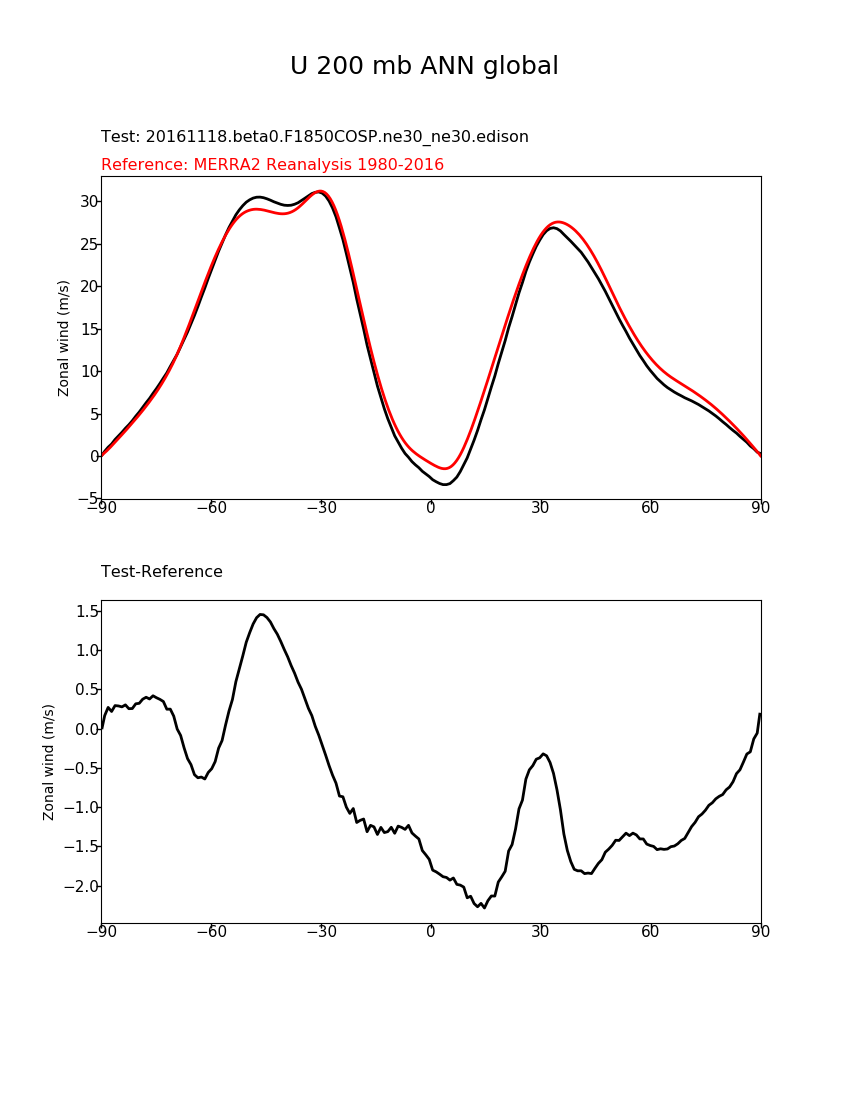 U 200 mb ANN global
Test: 20161118.beta0.F1850COSP.ne30_ne30.edison
Reference: MERRA2 Reanalysis 1980-2016
Zonal wind (m/s)
30
25
20
15
10
5
0
−5
−90 −60 −30 0 30 60 90
Test-Reference
Zonal wind (m/s)
1.5
1.0
0.5
0.0
−0.5
−1.0
−1.5
−2.0
−90 −60 −30 0 30 60 90